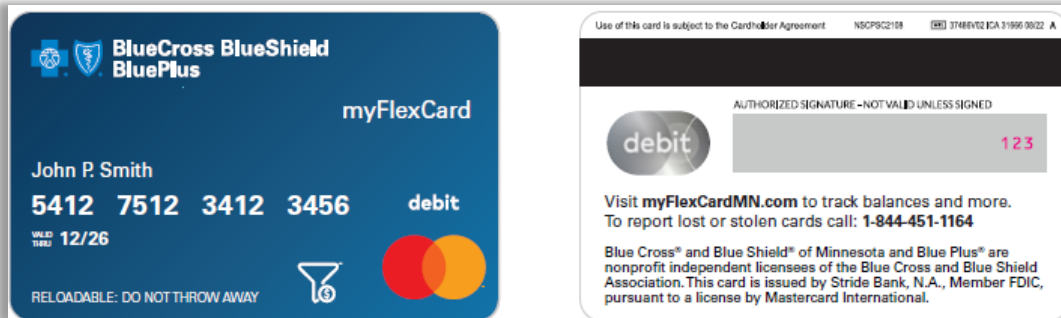 BlueCross BlueShield
BluePlus
myFlexCard
John P. Smith
5412 7512 3412 3456
debit
VALID THRU 12/26
RELOADABLE: DO NOT THROW AWAY
Use of this card is subject to the Cardholder Agreement NSCPSC2108 37486V02 ICA 31666 08/22 A
AUTHORIZED SIGNATURE – NOT VALID UNLESS SIGNED
debit
123
Visit myFlexCardMN.com to track balances and more.
To report lost or stolen cards call: 1-844-451-1164
Blue Cross® and Blue Shield® of Minnesota and Blue Plus® are
nonprofit independent licensees of the Blue Cross and Blue Shield
Association. This card is issued by Stride Bank, N.A., Member FDIC,
pursuant to a license by Mastercard International.